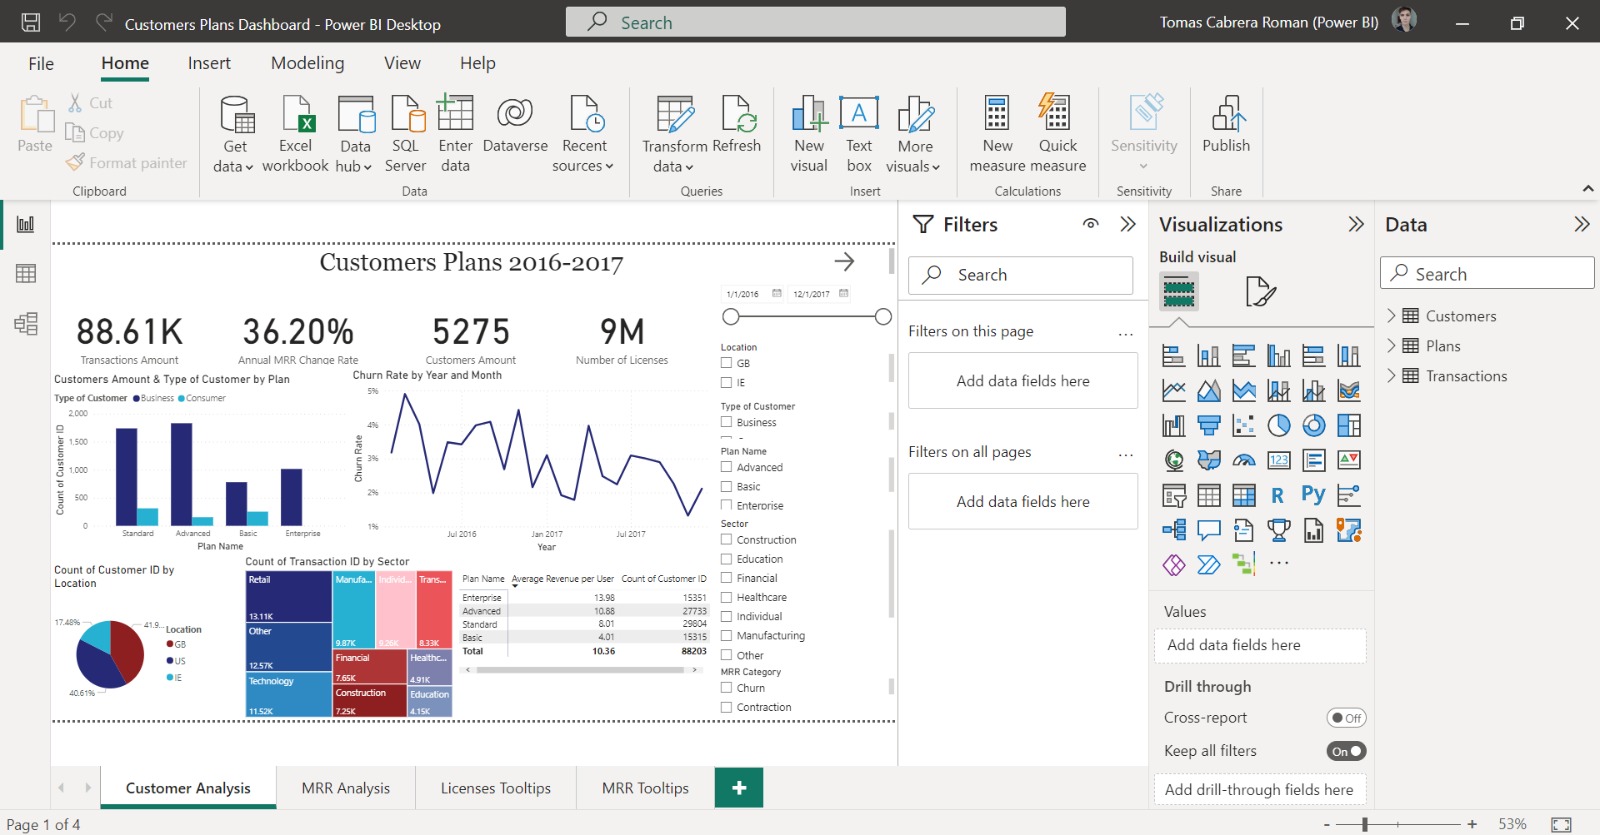 Customers Plans Dashboard - Power BI Desktop
Search
Tomas Cabrera Roman (Power BI)
File Home Insert Modeling View Help
Paste
Cut
Copy
Format painter
Clipboard
Get data
Excel workbook
Data hub
SQL Server
Enter data
Dataverse
Recent sources
Data
Transform data
Refresh
Queries
New visual
Text box
More visuals
Insert
New measure
Quick measure
Calculations
Sensitivity
Sensitivity
Publish
Share
Customers Plans 2016-2017
88.61K
Transactions Amount
36.20%
Annual MRR Change Rate
5275
Customers Amount
9M
Number of Licenses
Customers Amount & Type of Customer by Plan
Type of Customer Business Consumer
Count of Customer ID
2,000
1,500
1,000
500
0
Standard Advanced Basic Enterprise
Plan Name
Churn Rate by Year and Month
Churn Rate
5%
4%
3%
2%
1%
Jul 2016 Jan 2017 Jul 2017
Year
Count of Customer ID by
Location
17.48%
41.9...
40.61%
Location
GB
US
IE
Count of Transaction ID by Sector
Retail
13.11K
Other
12.57K
Technology
11.52K
Manufa...
9.87K
Individ...
9.26K
Trans...
8.33K
Financial
7.65K
Construction
7.25K
Healthc...
4.91K
Education
4.15K
Plan Name Average Revenue per User Count of Customer ID
Enterprise 13.98 15351
Advanced 10.88 27733
Standard 8.01 29804
Basic 4.01 15315
Total 10.36 88203
1/1/2016 12/1/2017
Location
GB
IE
Type of Customer
Business
Plan Name
Advanced
Basic
Enterprise
Sector
Construction
Education
Financial
Healthcare
Individual
Manufacturing
Other
MRR Category
Churn
Contraction
Filters
Search
Filters on this page ...
Add data fields here
Filters on all pages ...
Add data fields here
Visualizations
Build visual
123
R
Py
...
Values
Add data fields here
Drill through
Cross-report Off
Keep all filters On
Add drill-through fields here
Data
Search
Customers
Plans
Transactions
Customer Analysis MRR Analysis Licenses Tooltips MRR Tooltips +
Page 1 of 4
- + 53%